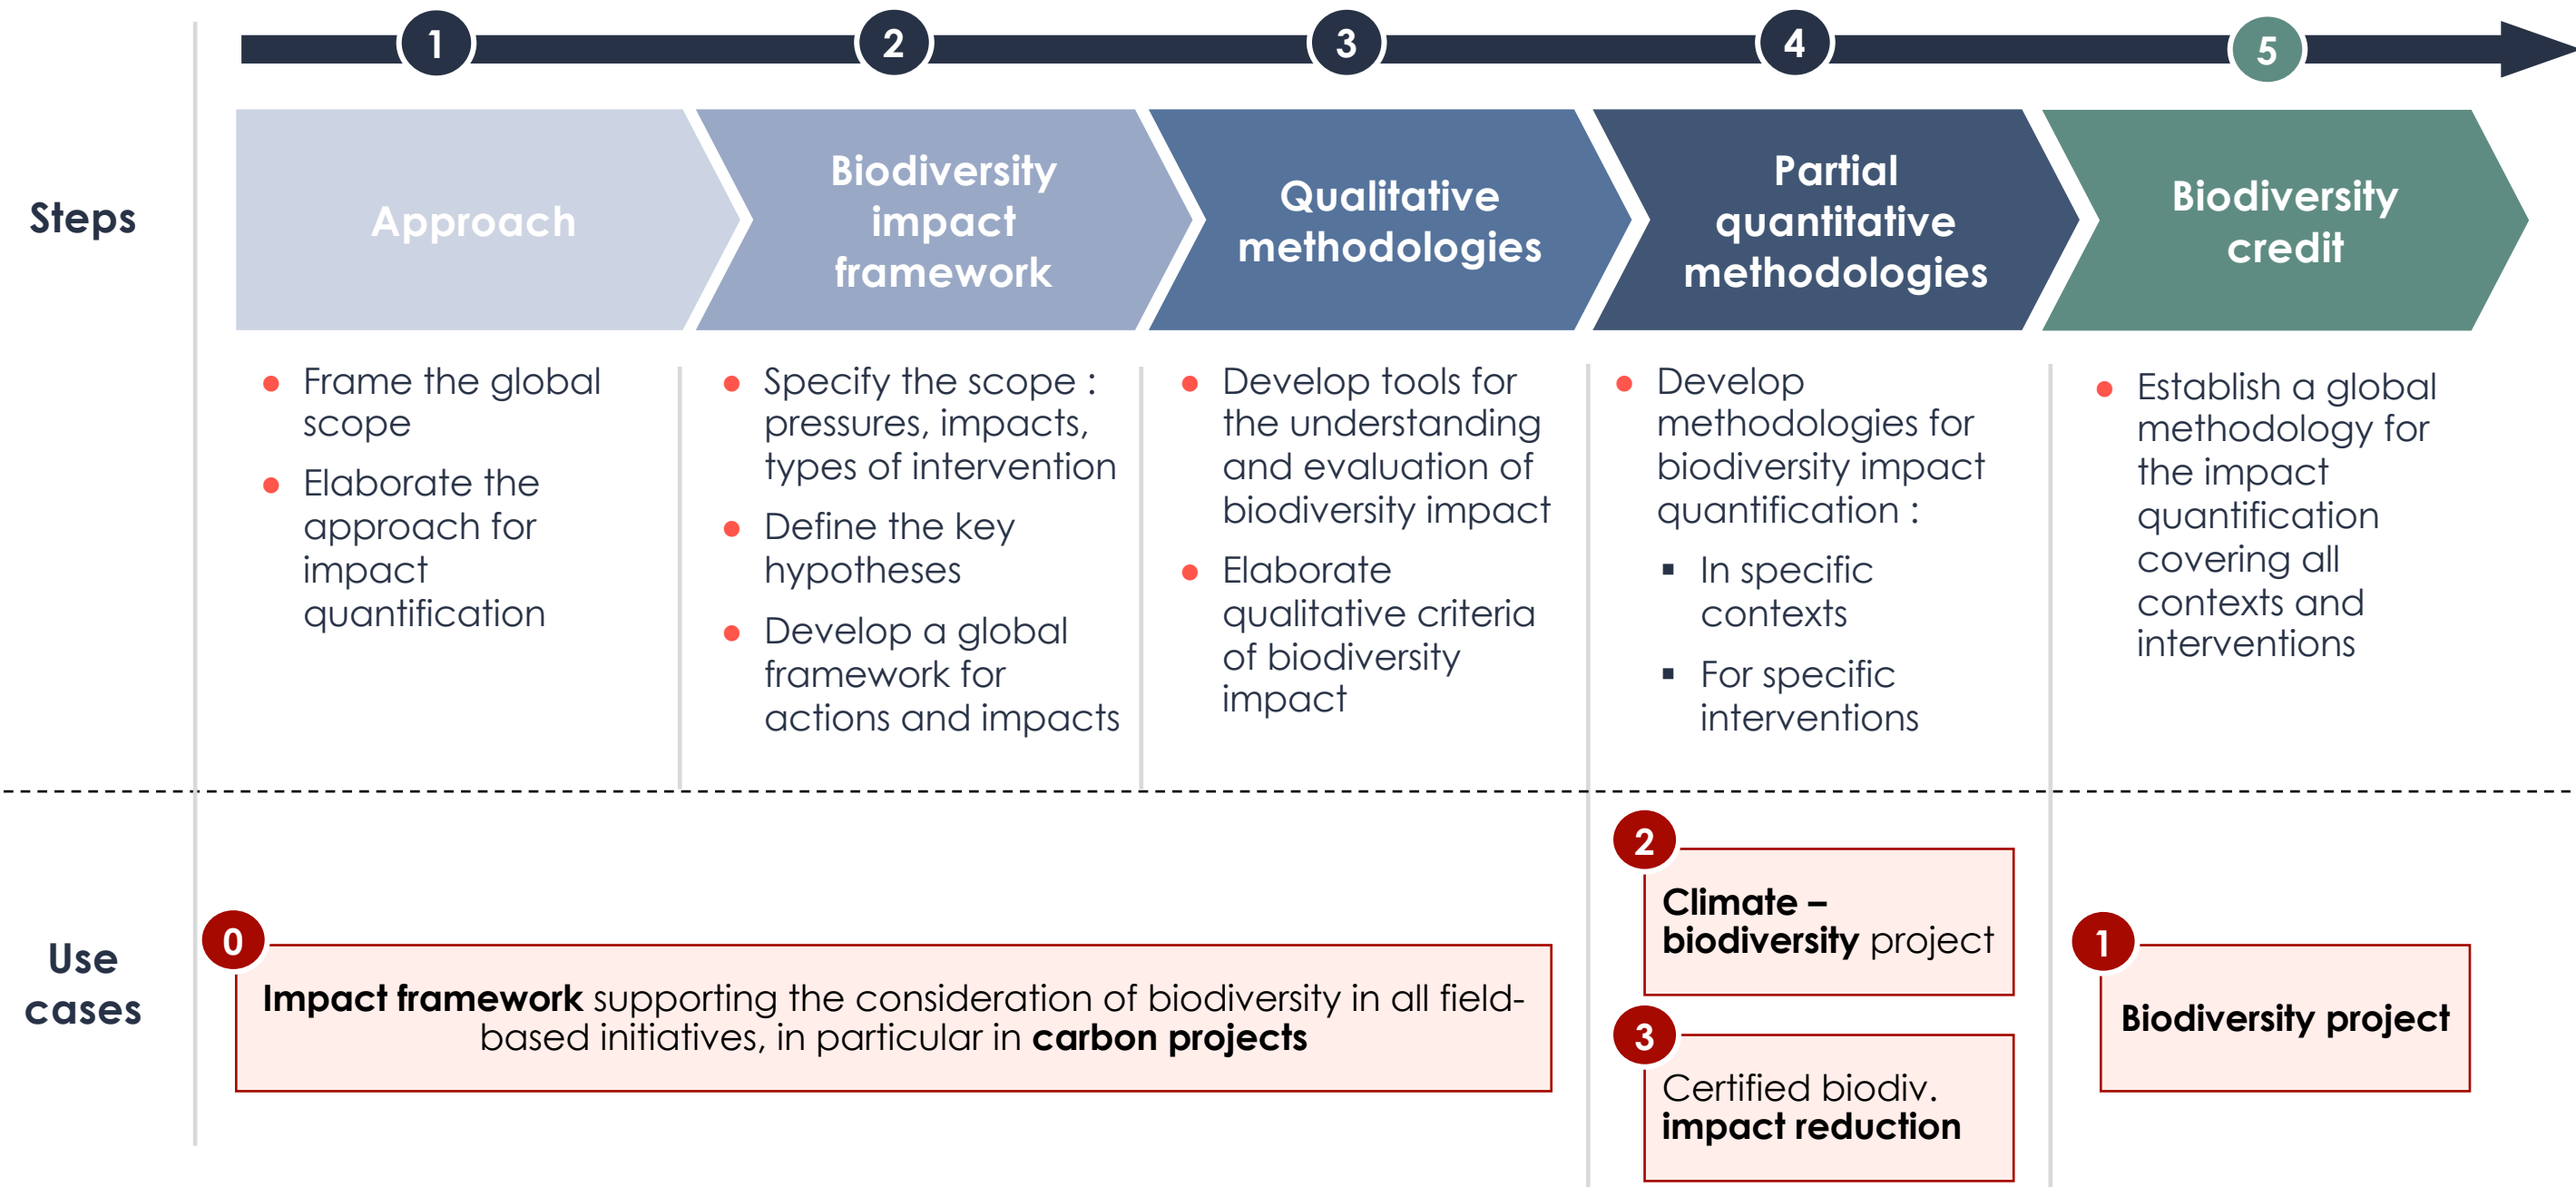 1
2
3
4
5
Steps
Approach
Biodiversity
impact
framework
Qualitative
methodologies
Partial
quantitative
methodologies
Biodiversity
credit
● Frame the global
scope
● Elaborate the
approach for
impact
quantification
● Specify the scope :
pressures, impacts,
types of intervention
● Define the key
hypotheses
● Develop a global
framework for
actions and impacts
● Develop tools for
the understanding
and evaluation of
biodiversity impact
● Elaborate
qualitative criteria
of biodiversity
impact
● Develop
methodologies for
biodiversity impact
quantification :
▪ In specific
contexts
▪ For specific
interventions
● Establish a global
methodology for
the impact
quantification
covering all
contexts and
interventions
Use
cases
0
Impact framework supporting the consideration of biodiversity in all field-
based initiatives, in particular in carbon projects
2
Climate –
biodiversity project
3
Certified biodiv.
impact reduction
1
Biodiversity project